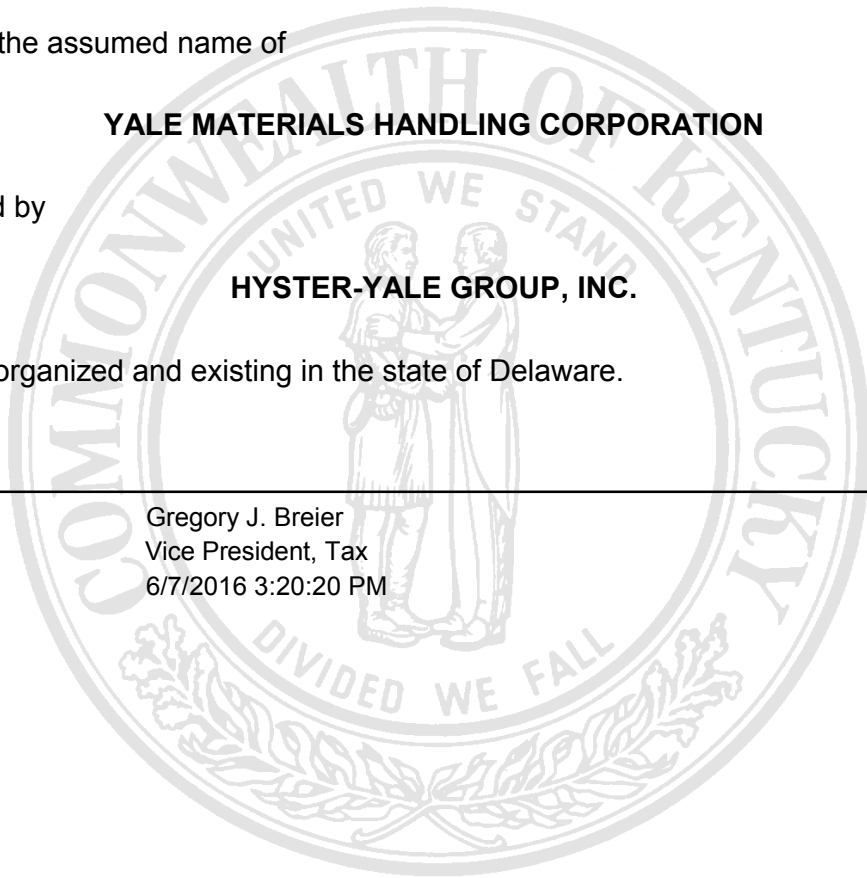 the assumed name of
YALE MATERIALS HANDLING CORPORATION
d by
HYSTER-YALE GROUP, INC.
organized and existing in the state of Delaware.
Gregory J. Breier
Vice President, Tax
6/7/2016 3:20:20 PM
COMMONWEALTH OF KENTUCKY
UNITED WE STAND
DIVIDED WE FALL